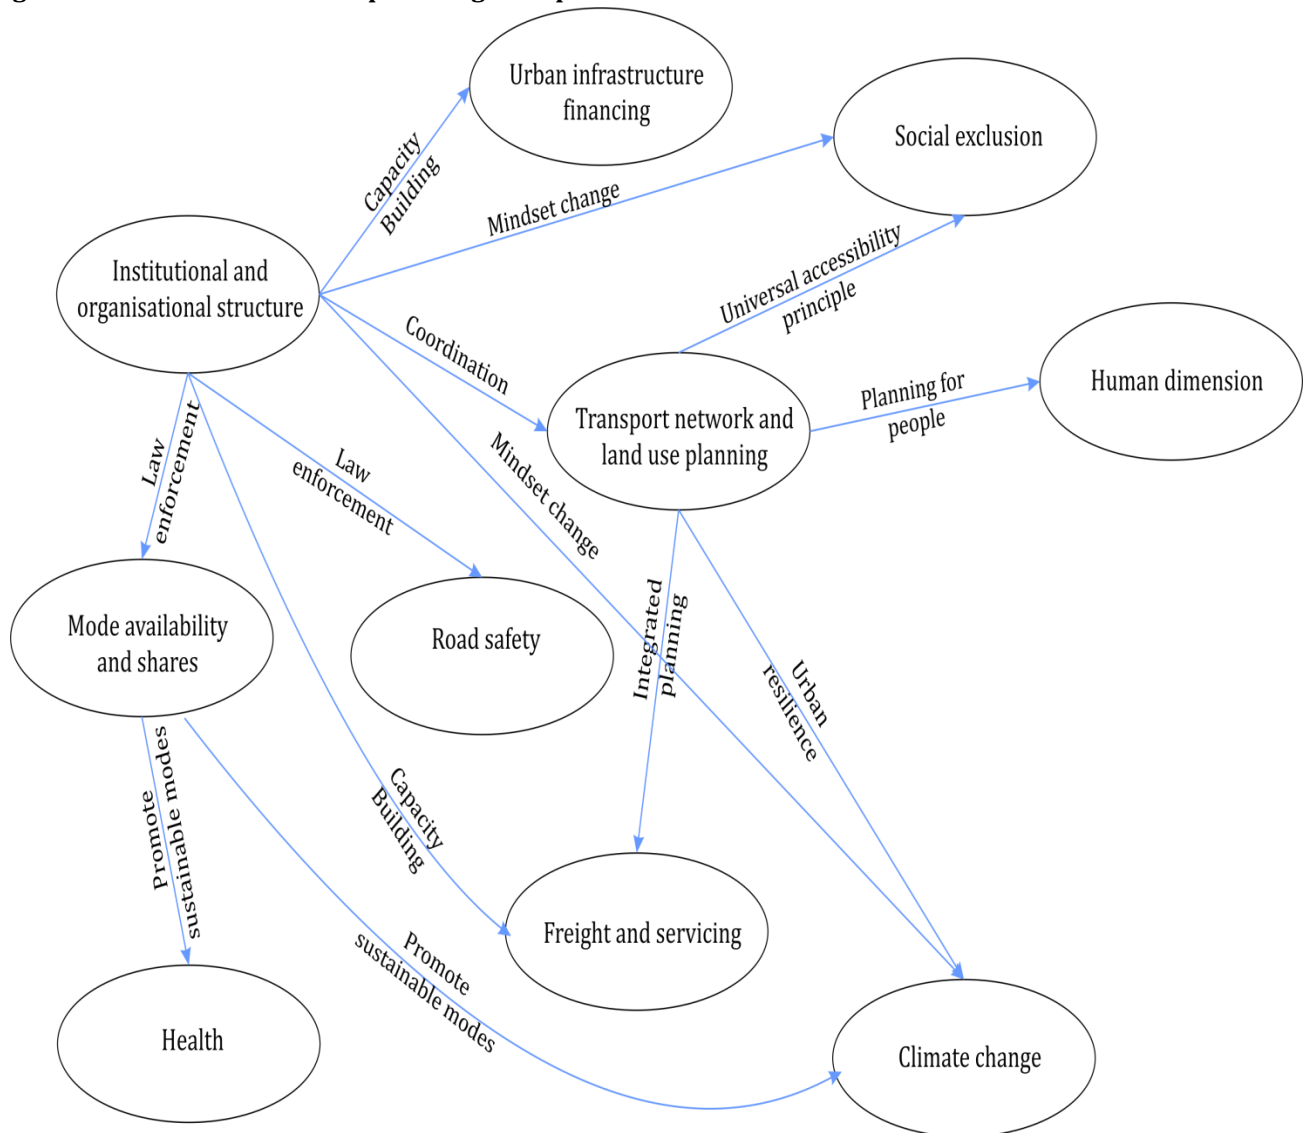 Urban infrastructure
financing
Social exclusion
Capacity
Building
Mindset change
Institutional and
organisational structure
Universal accessibility
principle
Coordination
Human dimension
Planning for
people
Transport network and
land use planning
Law
enforcement
Law
enforcement
Mindset change
Mode availability
and shares
Road safety
Integrated
planning
Urban
resilience
Promote
sustainable modes
Capacity
Building
Freight and servicing
Promote
sustainable modes
Health
Climate change